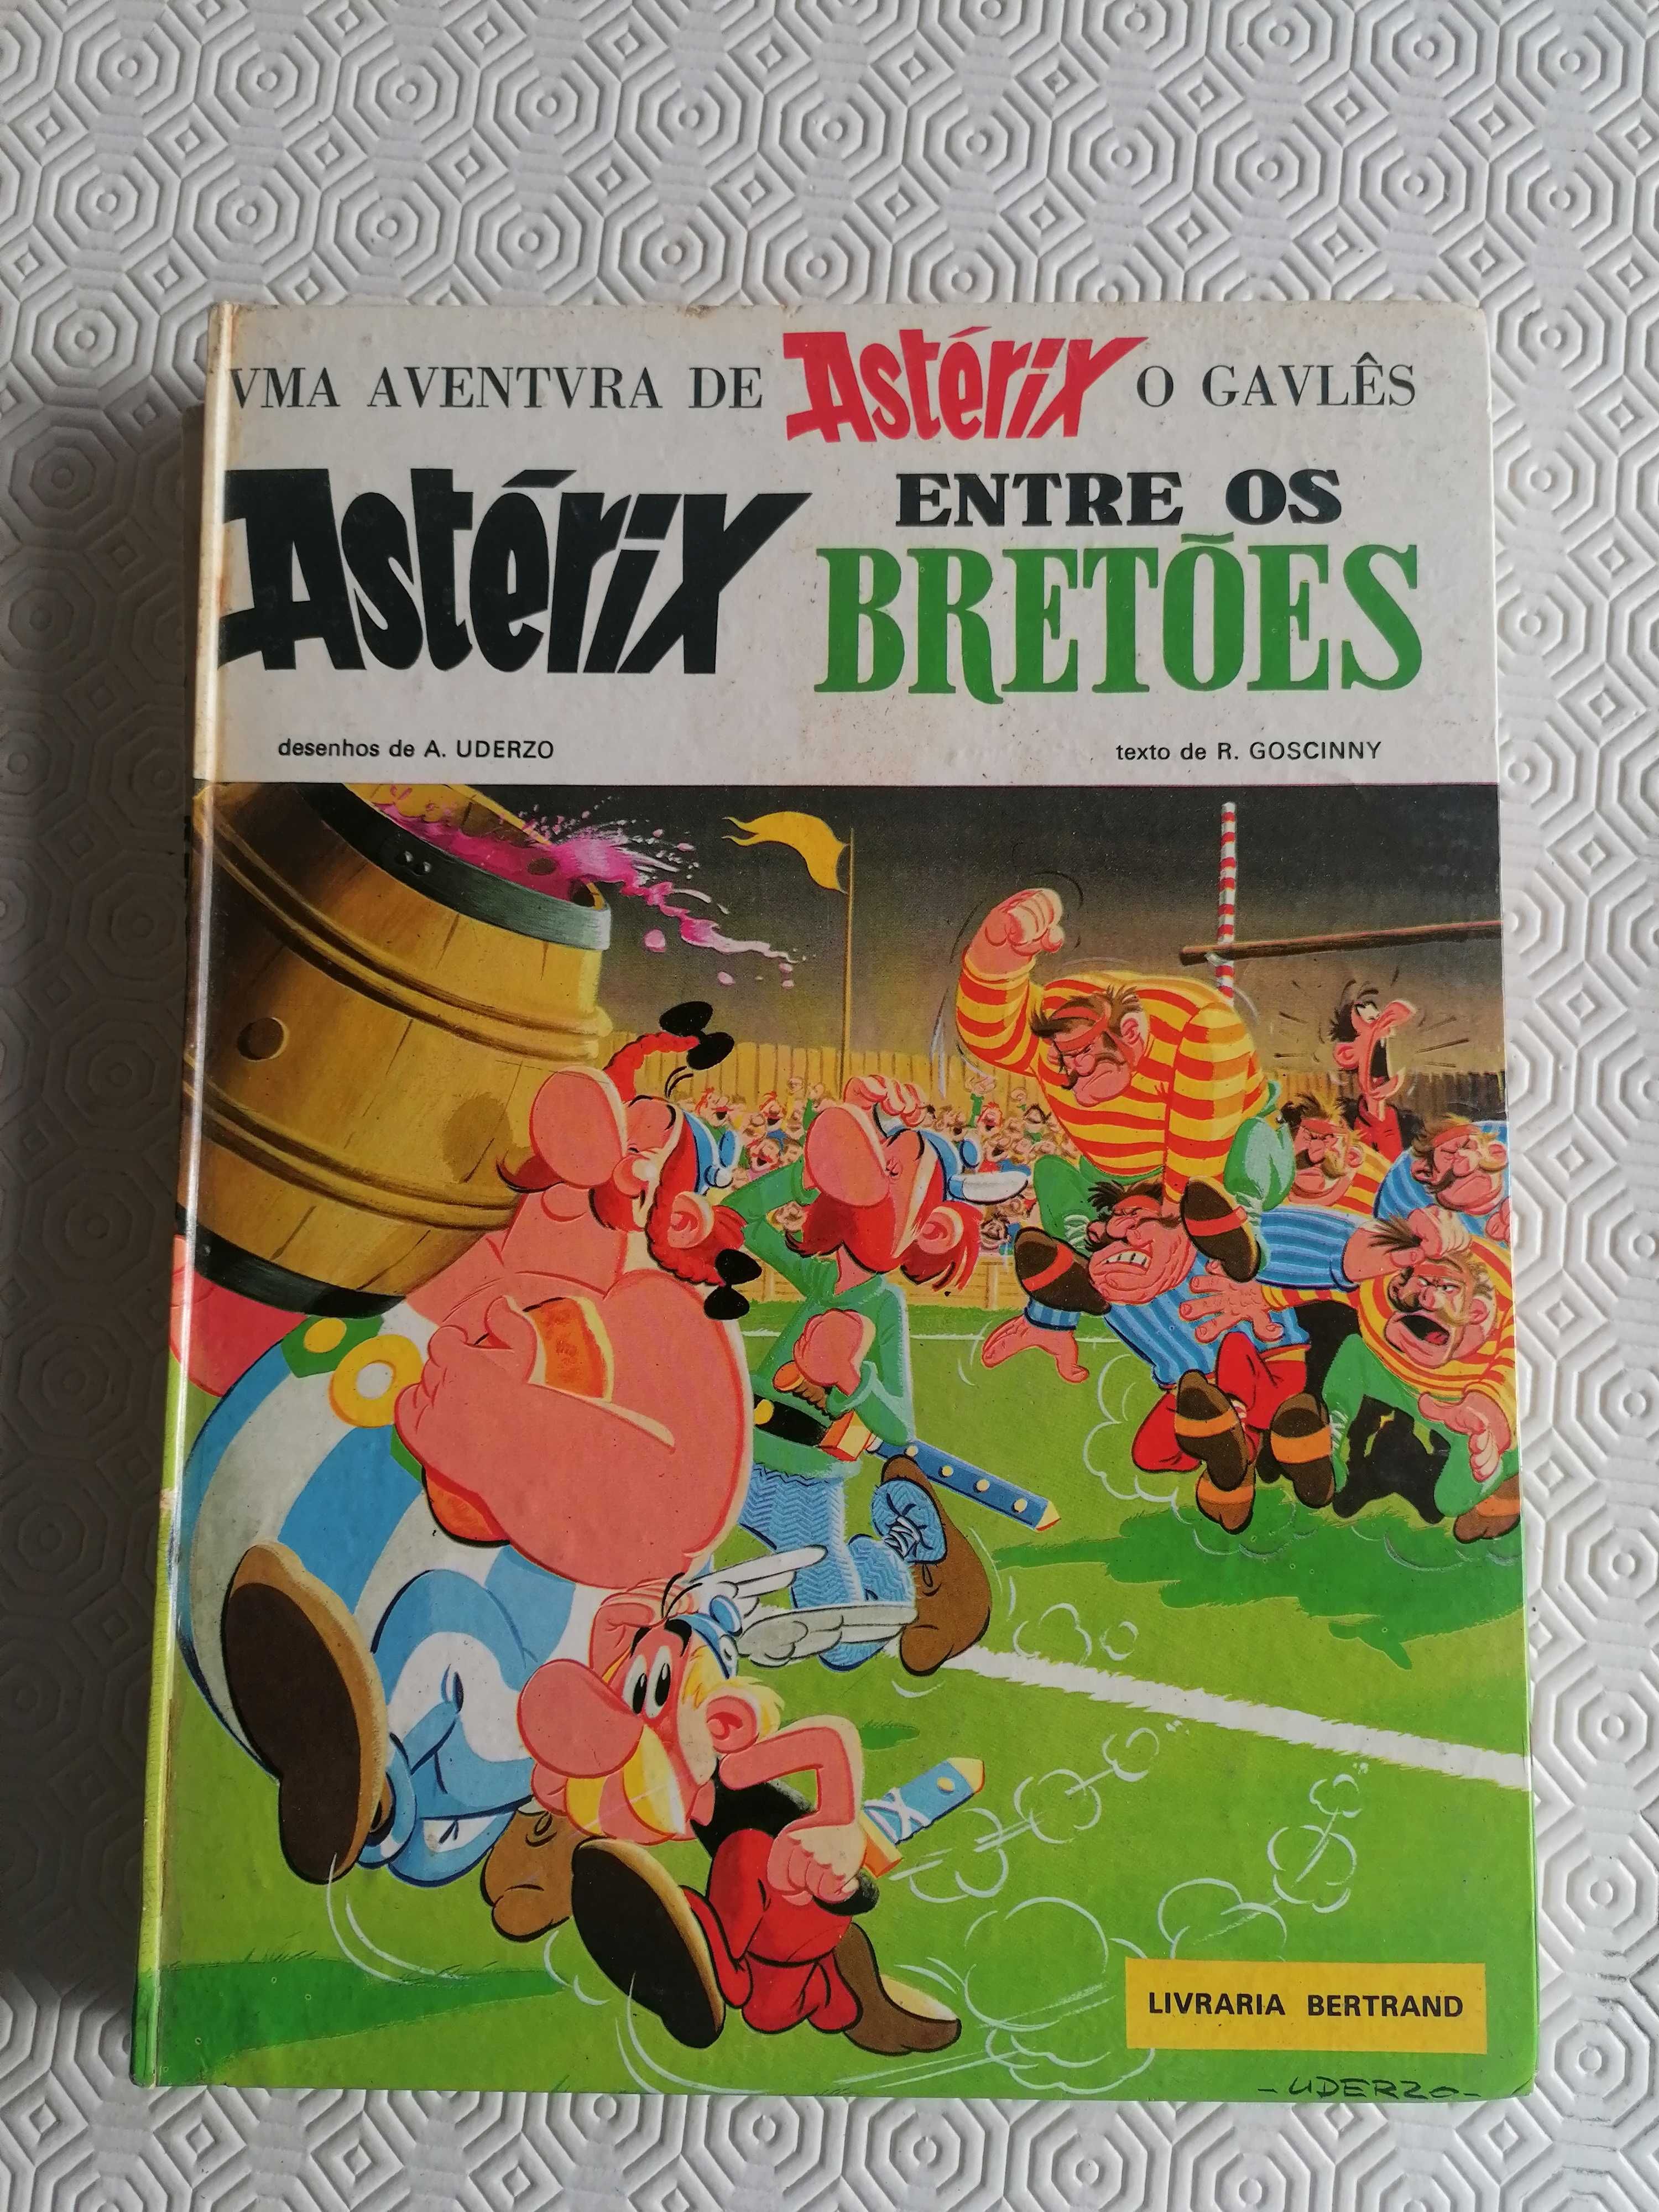 VMA AVENTVRA DE Astérix O GAVLÊS
Astérix ENTRE OS
BRETÕES
desenhos de A. UDERZO
texto de R. GOSCINNY
LIVRARIA BERTRAND
-UDERZO-